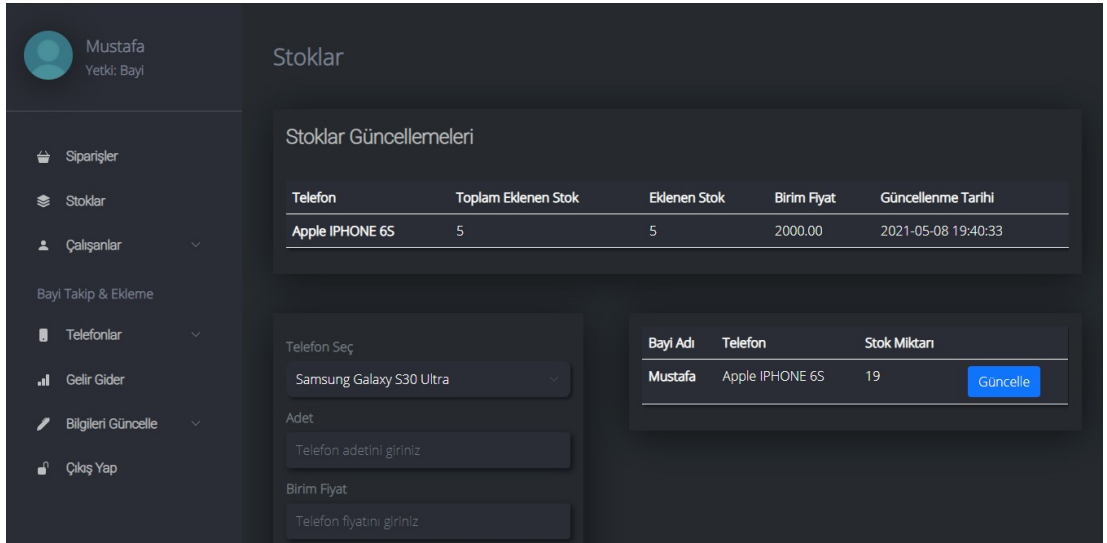 Mustafa
Yetki: Bayi
Siparişler
Stoklar
Çalışanlar
Bayi Takip & Ekleme
Telefonlar
Gelir Gider
Bilgileri Güncelle
Çıkış Yap
Stoklar
Stoklar Güncellemeleri
Telefon Toplam Eklenen Stok Eklenen Stok Birim Fiyat Güncellenme Tarihi
Apple IPHONE 6S 5 5 2000.00 2021-05-08 19:40:33
Telefon Seç
Samsung Galaxy S30 Ultra
Adet
Telefon adetini giriniz
Birim Fiyat
Telefon fiyatını giriniz
Bayi Adı Telefon Stok Miktarı
Mustafa Apple IPHONE 6S 19 Güncelle